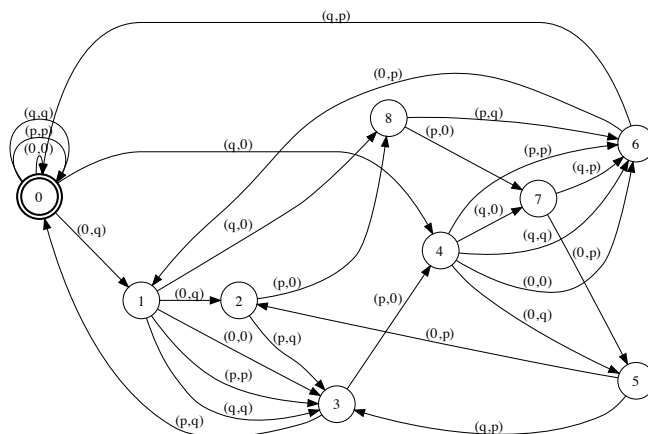 (q,p)
(0,p)
(q,q)
(p,p)
(0,0)
8
(p,q)
(p,0)
6
(q,0)
(p,p)
(q,p)
0
7
(q,0)
(q,0)
(q,q)
(0,q)
4
(0,p)
(0,0)
1
(0,q)
2
(p,0)
(p,0)
(0,q)
(0,0)
(p,q)
(0,p)
(p,p)
5
(q,q)
3
(p,q)
(q,p)